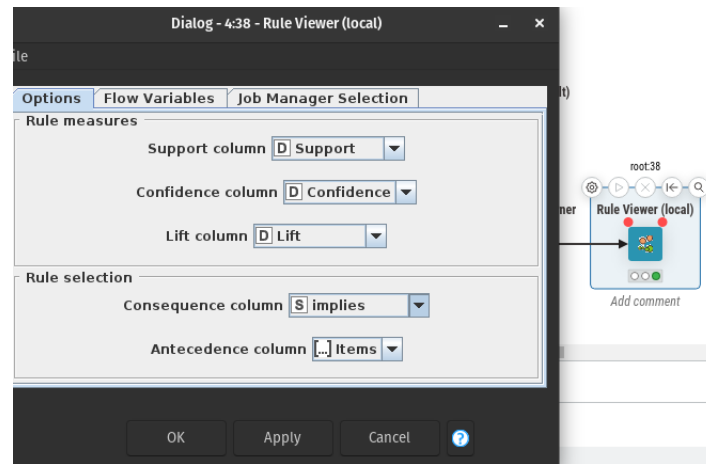 Dialog - 4:38 - Rule Viewer (local)
ile
Options Flow Variables Job Manager Selection
Rule measures
Support column D Support
Confidence column D Confidence
Lift column D Lift
Rule selection
Consequence column S implies
Antecedence column [...] Items
OK Apply Cancel ?
lt)
root:38
ner
Rule Viewer (local)
Add comment